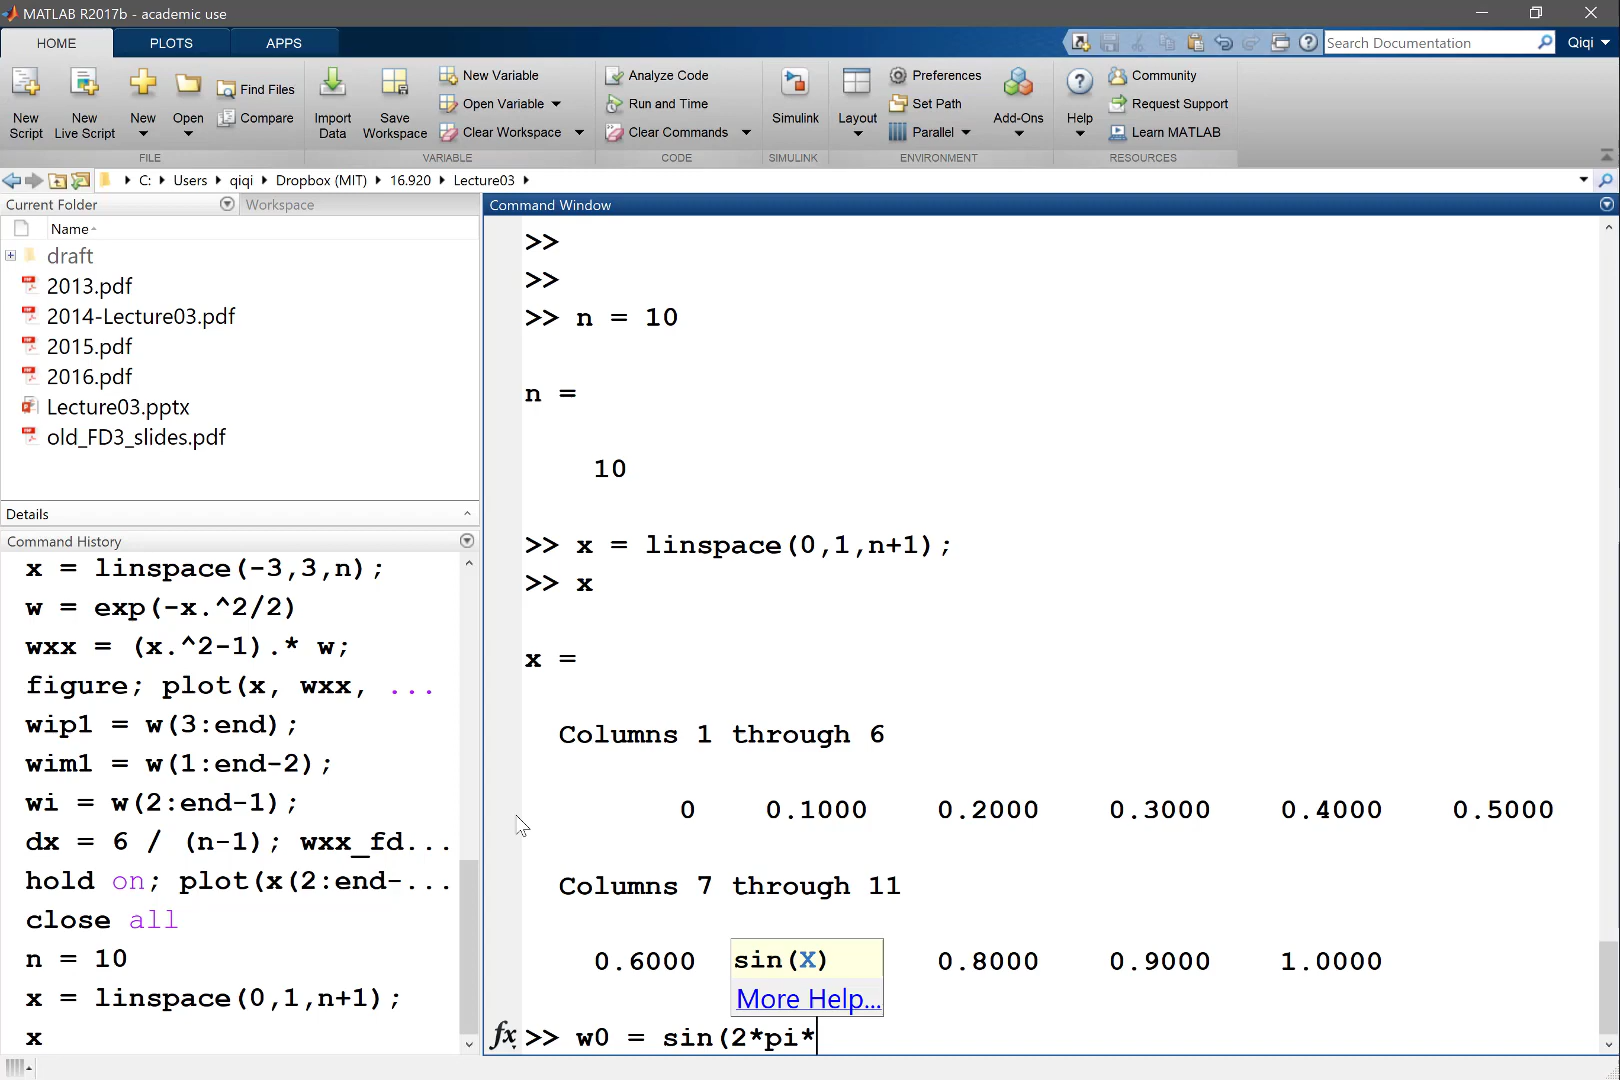 MATLAB R2017b - academic use
HOME PLOTS APPS
Search Documentation
Qiqi
New Script
New Live Script
New
Open
Find Files
Compare
Import Data
Save Workspace
New Variable
Open Variable
Clear Workspace
Analyze Code
Run and Time
Clear Commands
Simulink
Layout
Preferences
Set Path
Parallel
Add-Ons
Help
Community
Request Support
Learn MATLAB
FILE VARIABLE CODE SIMULINK ENVIRONMENT RESOURCES
C: Users qiqi Dropbox (MIT) 16.920 Lecture03
Current Folder
Workspace
Name
draft
2013.pdf
2014-Lecture03.pdf
2015.pdf
2016.pdf
Lecture03.pptx
old_FD3_slides.pdf
Details
Command History
x = linspace(-3,3,n);
w = exp(-x.^2/2)
wxx = (x.^2-1).* w;
figure; plot(x, wxx, ...
wip1 = w(3:end);
wim1 = w(1:end-2);
wi = w(2:end-1);
dx = 6 / (n-1); wxx_fd...
hold on; plot(x(2:end-...
close all
n = 10
x = linspace(0,1,n+1);
x
Command Window
>>
>>
>> n = 10
n =
10
>> x = linspace(0,1,n+1);
>> x
x =
Columns 1 through 6
0 0.1000 0.2000 0.3000 0.4000 0.5000
Columns 7 through 11
0.6000 0.8000 0.9000 1.0000
sin(X)
More Help...
fx >> w0 = sin(2*pi*